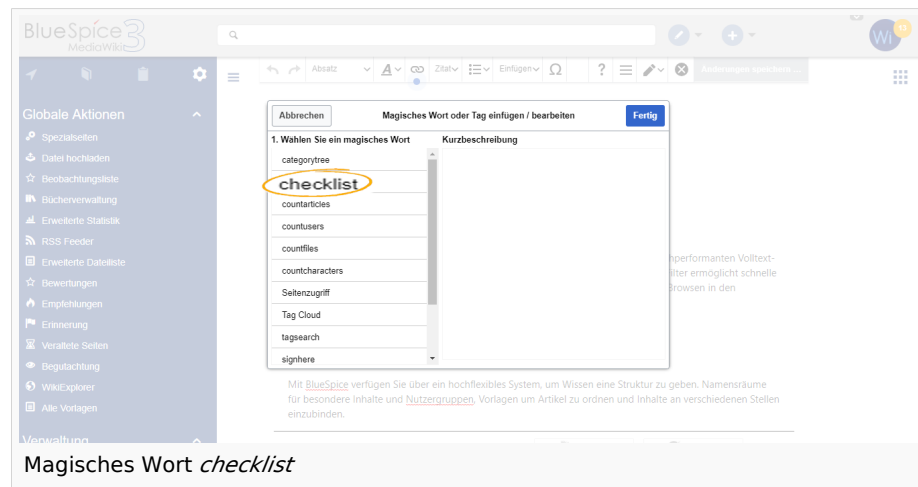 BlueSpice 3
MediaWiki
Wi
12
Absatz
A
Zitat
Einfügen
Ω
?
Änderungen speichern...
Globale Aktionen
Spezialseiten
Datei hochladen
Beobachtungsliste
Bücherverwaltung
Erweiterte Statistik
RSS Feeder
Erweiterte Dateiliste
Bewertungen
Empfehlungen
Erinnerung
Veraltete Seiten
Begutachtung
WikiExplorer
Alle Vorlagen
Verwaltung
Abbrechen
Magisches Wort oder Tag einfügen / bearbeiten
Fertig
1. Wählen Sie ein magisches Wort
Kurzbeschreibung
categorytree
checklist
countarticles
countusers
countfiles
countcharacters
Seitenzugriff
Tag Cloud
tagsearch
signhere
hperformanten Volltext-
ilter ermöglicht schnelle
Browsen in den
Mit BlueSpice verfügen Sie über ein hochflexibles System, um Wissen eine Struktur zu geben. Namensräume
für besondere Inhalte und Nutzergruppen, Vorlagen um Artikel zu ordnen und Inhalte an verschiedenen Stellen
einzubinden.
Magisches Wort checklist